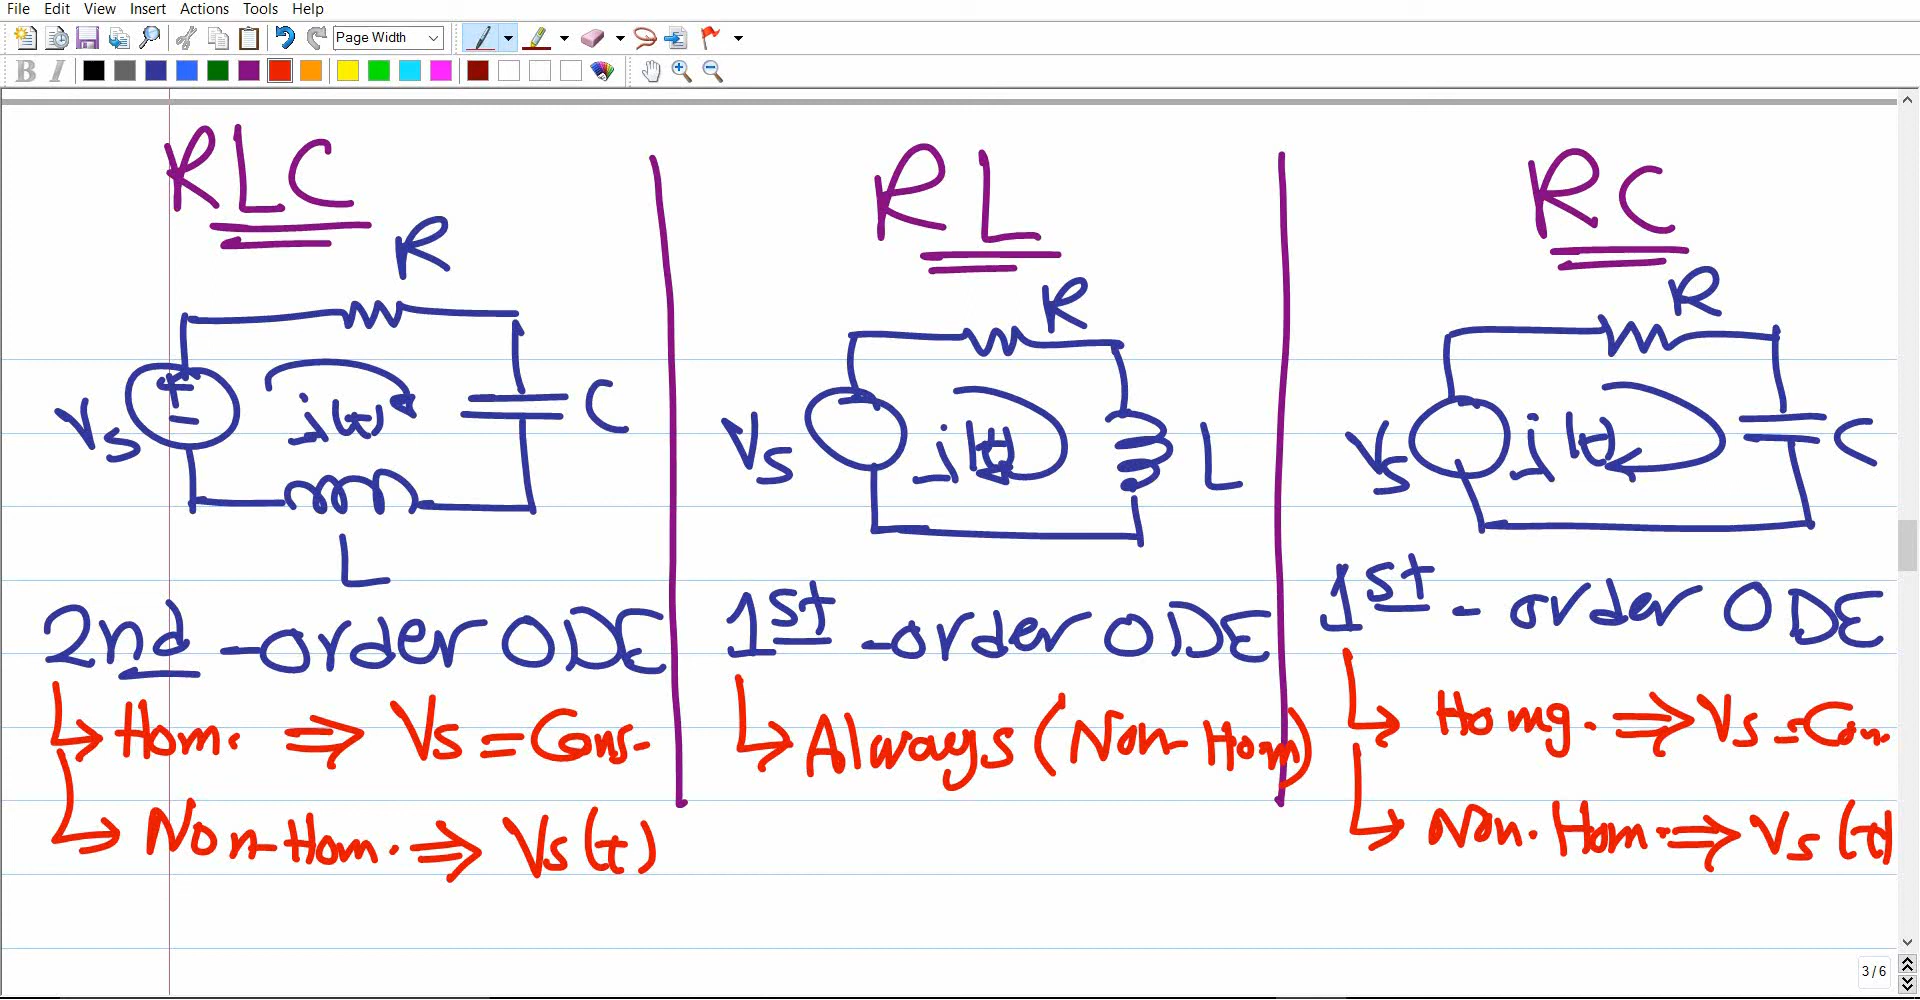 File Edit View Insert Actions Tools Help
Page Width
B I
RLC
R
Vs
+
−
i(t)
C
L
2nd - order ODE
↳ Hom. ⇒ Vs = Cons.
↳ Non-Hom. ⇒ Vs(t)
RL
R
Vs
i(t)
L
1st - order ODE
↳ Always (Non-Hom)
RC
R
Vs
i(t)
C
1st - order ODE
↳ Homg. ⇒ Vs = Con.
↳ Non. Hom. ⇒ Vs(t)
3/6